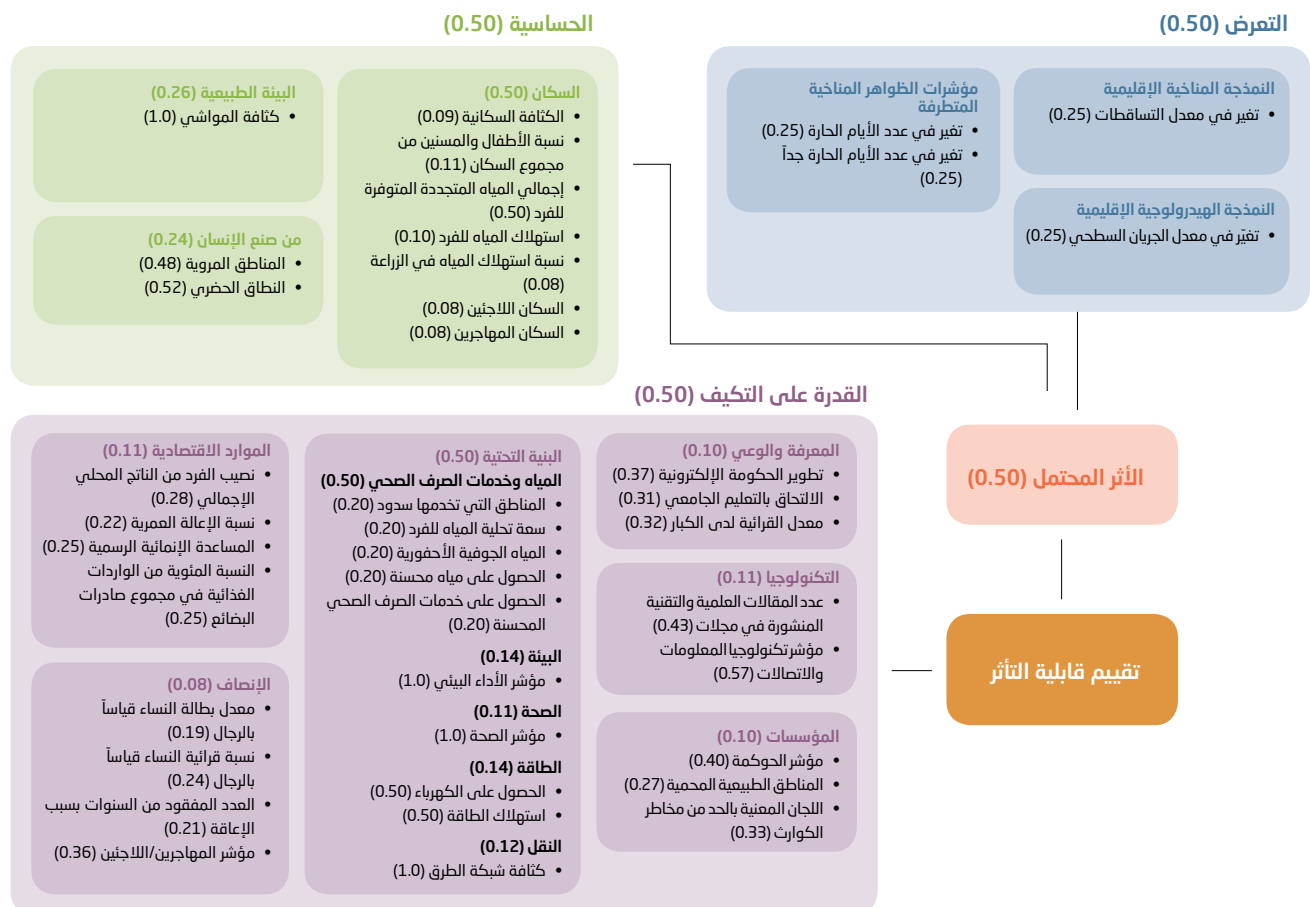 التعرض (0.50)
النمذجة المناخية الإقليمية
• تغير في معدل التساقطات (0.25)
مؤشرات الظواهر المناخية
المتطرفة
• تغير في عدد الأيام الحارة (0.25)
• تغير في عدد الأيام الحارة جداً
(0.25)
النمذجة الهيدرولوجية الإقليمية
• تغيّر في معدل الجريان السطحي (0.25)
الحساسية (0.50)
السكان (0.50)
• الكثافة السكانية (0.09)
• نسبة الأطفال والمسنين من
مجموع السكان (0.11)
• إجمالي المياه المتجددة المتوفرة
للفرد (0.50)
• استهلاك المياه للفرد (0.10)
• نسبة استهلاك المياه في الزراعة
(0.08)
• السكان اللاجئين (0.08)
• السكان المهاجرين (0.08)
البيئة الطبيعية (0.26)
• كثافة المواشي (1.0)
من صنع الإنسان (0.24)
• المناطق المروية (0.48)
• النطاق الحضري (0.52)
الأثر المحتمل (0.50)
تقييم قابلية التأثر
القدرة على التكيف (0.50)
المعرفة والوعي (0.10)
• تطوير الحكومة الإلكترونية (0.37)
• الالتحاق بالتعليم الجامعي (0.31)
• معدل القرائية لدى الكبار (0.32)
التكنولوجيا (0.11)
• عدد المقالات العلمية والتقنية
المنشورة في مجلات (0.43)
• مؤشر تكنولوجيا المعلومات
والاتصالات (0.57)
المؤسسات (0.10)
• مؤشر الحوكمة (0.40)
• المناطق الطبيعية المحمية (0.27)
• اللجان المعنية بالحد من مخاطر
الكوارث (0.33)
البنية التحتية (0.50)
المياه وخدمات الصرف الصحي (0.50)
• المناطق التي تخدمها سدود (0.20)
• سعة تحلية المياه للفرد (0.20)
• المياه الجوفية الأحفورية (0.20)
• الحصول على مياه محسنة (0.20)
• الحصول على خدمات الصرف الصحي
المحسنة (0.20)
البيئة (0.14)
• مؤشر الأداء البيئي (1.0)
الصحة (0.11)
• مؤشر الصحة (1.0)
الطاقة (0.14)
• الحصول على الكهرباء (0.50)
• استهلاك الطاقة (0.50)
النقل (0.12)
• كثافة شبكة الطرق (1.0)
الموارد الاقتصادية (0.11)
• نصيب الفرد من الناتج المحلي
الإجمالي (0.28)
• نسبة الإعالة العمرية (0.22)
• المساعدة الإنمائية الرسمية (0.25)
• النسبة المئوية من الواردات
الغذائية في مجموع صادرات
البضائع (0.25)
الإنصاف (0.08)
• معدل بطالة النساء قياساً
بالرجال (0.19)
• نسبة قرائية النساء قياساً
بالرجال (0.24)
• العدد المفقود من السنوات بسبب
الإعاقة (0.21)
• مؤشر المهاجرين/اللاجئين (0.36)